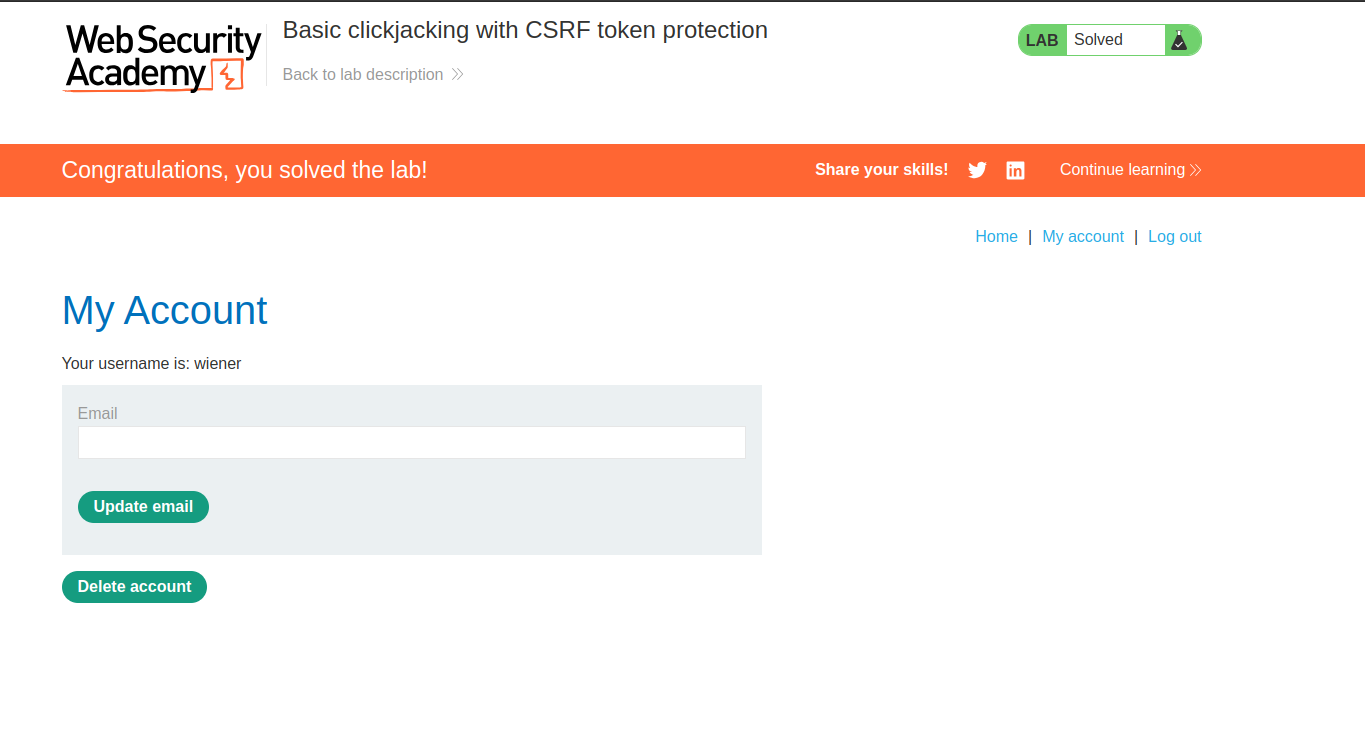 Web Security
Academy
Basic clickjacking with CSRF token protection
Back to lab description
LAB Solved
Congratulations, you solved the lab!
Share your skills!
Continue learning
Home | My account | Log out
My Account
Your username is: wiener
Email
Update email
Delete account